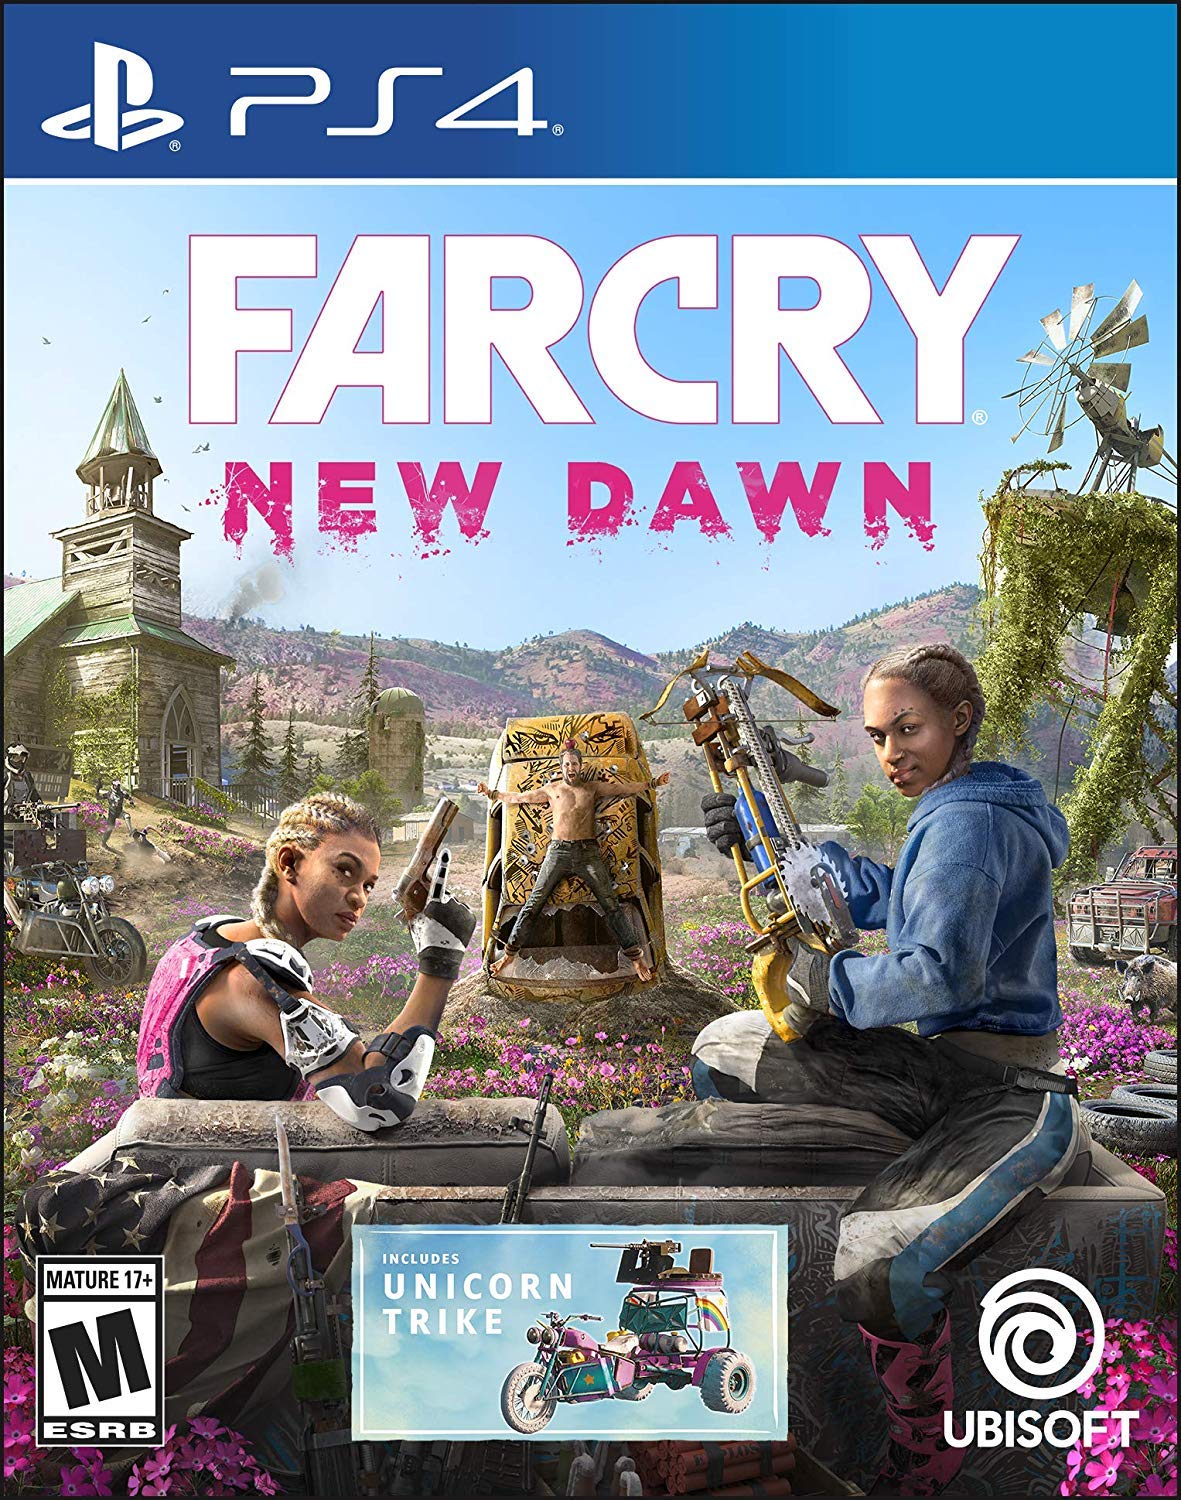 PS4®
FARCRY®
NEW DAWN
INCLUDES
UNICORN
TRIKE
MATURE 17+
M
ESRB
UBISOFT